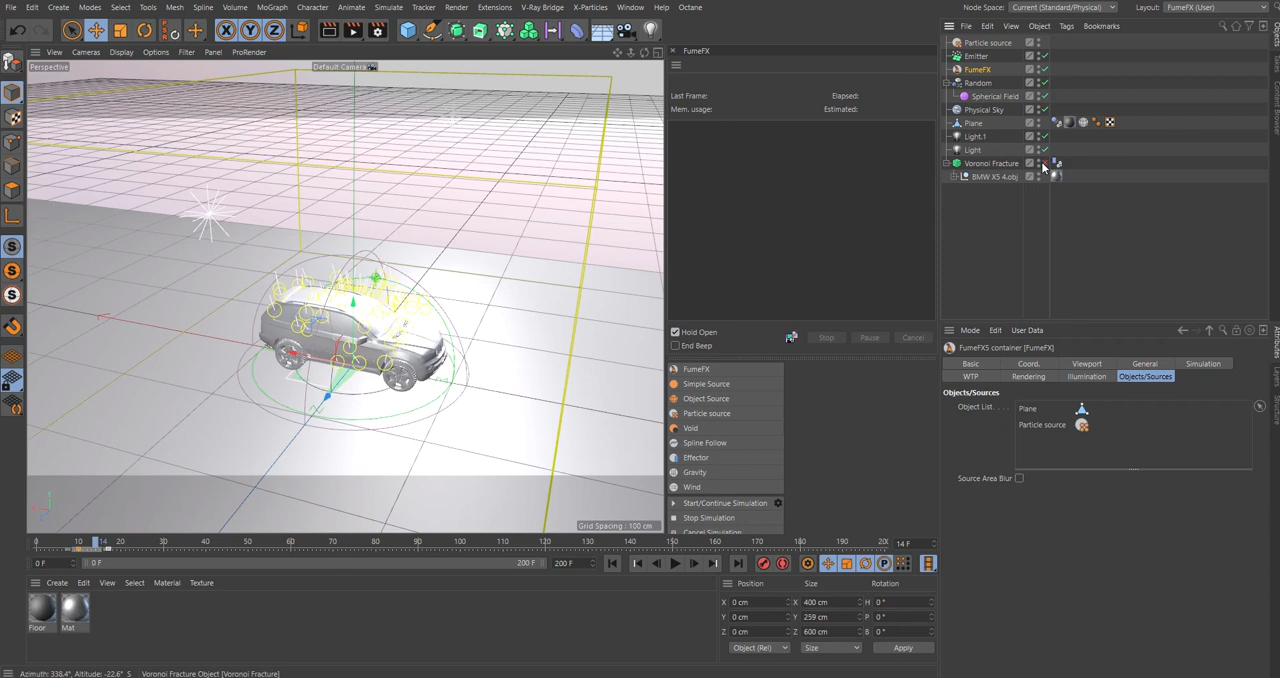 File Edit Create Modes Select Tools Mesh Spline Volume MoGraph Character Animate Simulate Tracker Render Extensions V-Ray Bridge X-Particles Window Help Octane
Node Space: Current (Standard/Physical) Layout: FumeFX (User)
X Y Z
View Cameras Display Options Filter Panel ProRender
Perspective
Default Camera
Grid Spacing : 100 cm
FumeFX
Last Frame: Elapsed:
Mem. usage: Estimated:
Hold Open
End Beep
Stop Pause Cancel
FumeFX
Simple Source
Object Source
Particle source
Void
Spline Follow
Effector
Gravity
Wind
Start/Continue Simulation
Stop Simulation
Cancel Simulation
File Edit View Object Tags Bookmarks
Particle source
Emitter
FumeFX
Random
Spherical Field
Physical Sky
Plane
Light.1
Light
Voronoi Fracture
BMW X5 4.obj
Mode Edit User Data
FumeFX5 container [FumeFX]
Basic Coord. Viewport General Simulation
WTP Rendering Illumination Objects/Sources
Objects/Sources
Object List. . . . Plane
Particle source
Source Area Blur
Objects
Takes
Content Browser
Attributes
Layers
Structure
0 10 14 20 30 40 50 60 70 80 90 100 110 120 130 140 150 160 170 180 190 14 F
0 F 0 F 200 F 200 F
Create Edit View Select Material Texture
Floor Mat
Position Size Rotation
X 0 cm X 400 cm H 0 °
Y 0 cm Y 259 cm P 0 °
Z 0 cm Z 600 cm B 0 °
Object (Rel) Size Apply
Azimuth: 338.4°, Altitude: -22.6° S Voronoi Fracture Object [Voronoi Fracture]